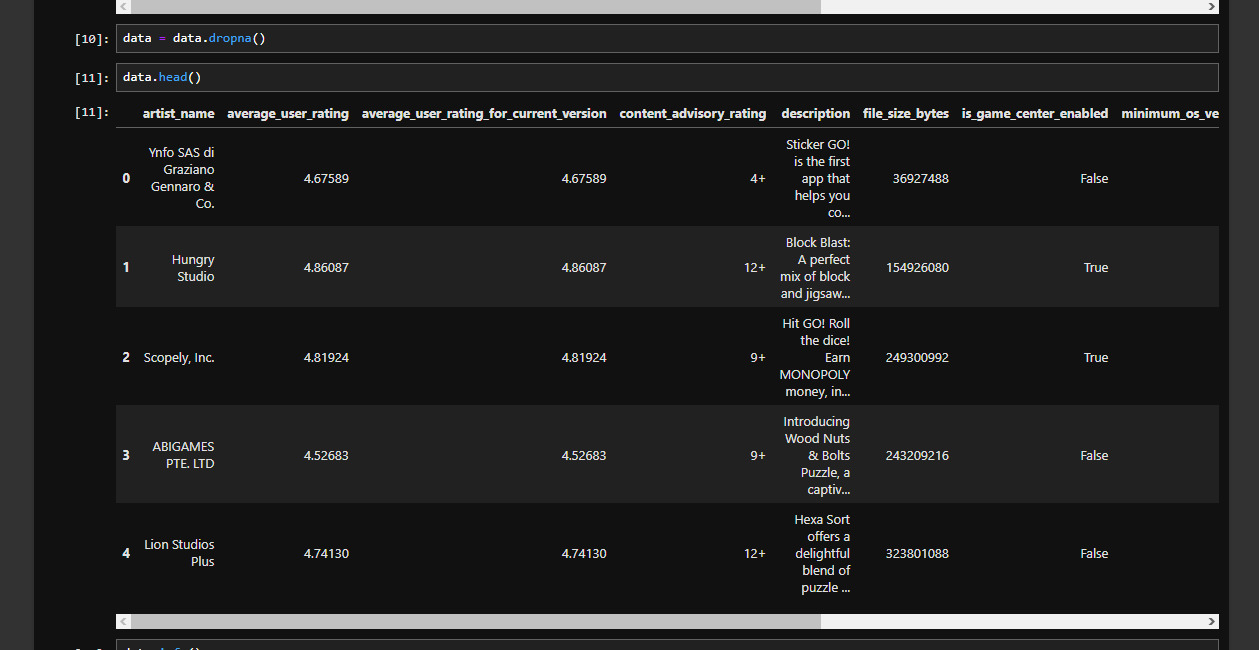 [10]: data = data.dropna()
[11]: data.head()
[11]: artist_name average_user_rating average_user_rating_for_current_version content_advisory_rating description file_size_bytes is_game_center_enabled minimum_os_ve
0 Ynfo SAS di Graziano Gennaro & Co. 4.67589 4.67589 4+ Sticker GO! is the first app that helps you co... 36927488 False
1 Hungry Studio 4.86087 4.86087 12+ Block Blast: A perfect mix of block and jigsaw... 154926080 True
2 Scopely, Inc. 4.81924 4.81924 9+ Hit GO! Roll the dice! Earn MONOPOLY money, in... 249300992 True
3 ABIGAMES PTE. LTD 4.52683 4.52683 9+ Introducing Wood Nuts & Bolts Puzzle, a captiv... 243209216 False
4 Lion Studios Plus 4.74130 4.74130 12+ Hexa Sort offers a delightful blend of puzzle ... 323801088 False